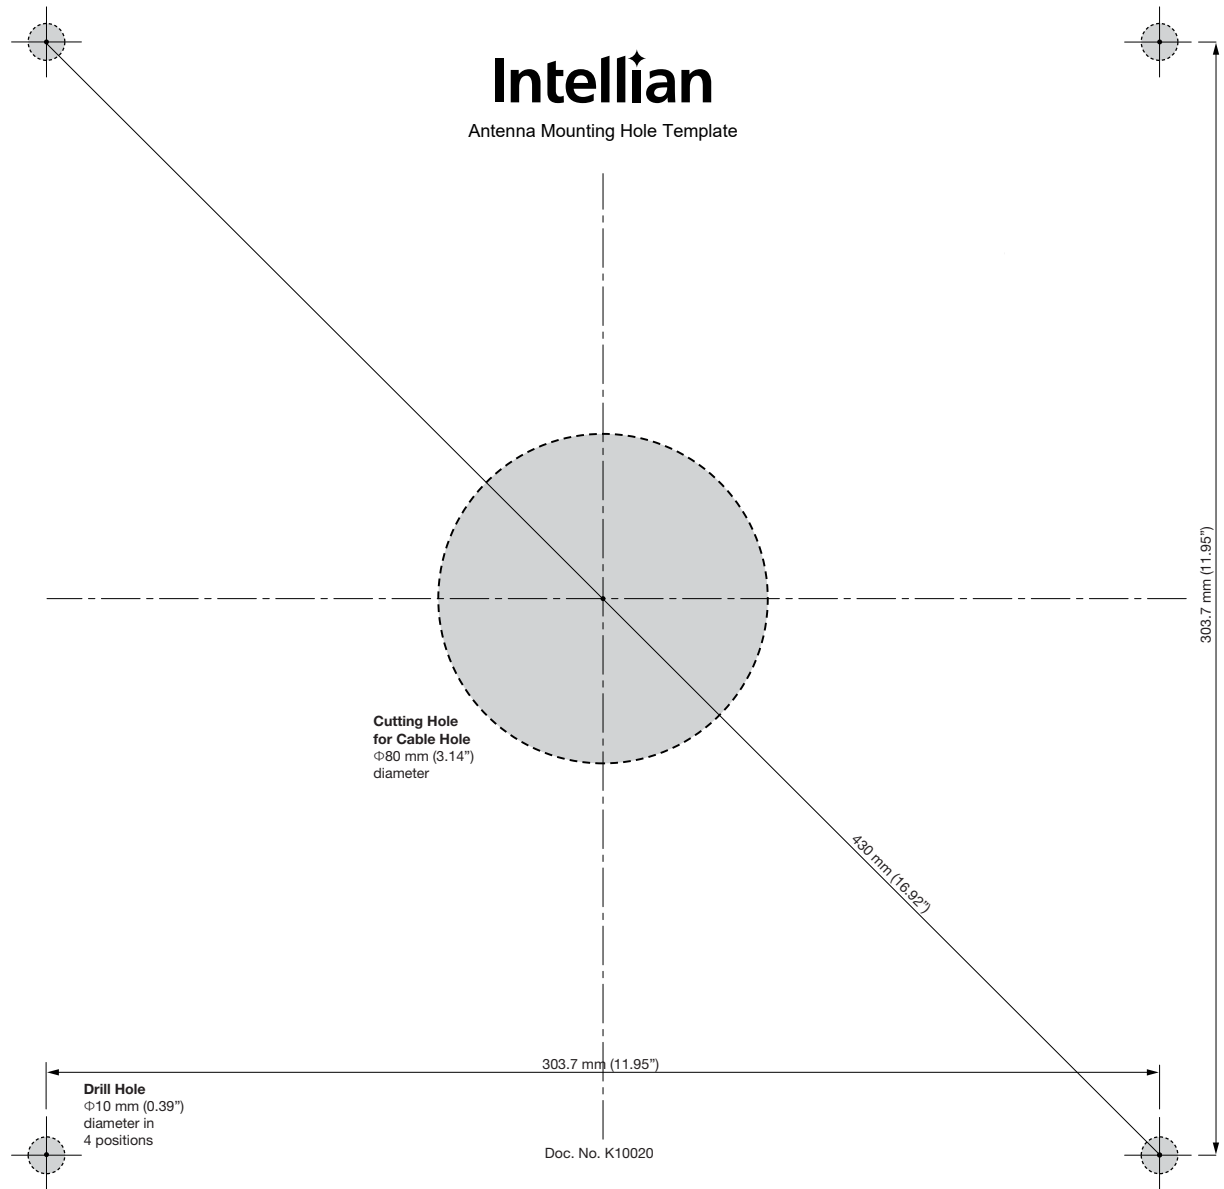 Intellian
Antenna Mounting Hole Template
303.7 mm (11.95”)
Cutting Hole
for Cable Hole
Φ80 mm (3.14”)
diameter
430 mm (16.92”)
303.7 mm (11.95”)
Drill Hole
Φ10 mm (0.39”)
diameter in
4 positions
Doc. No. K10020